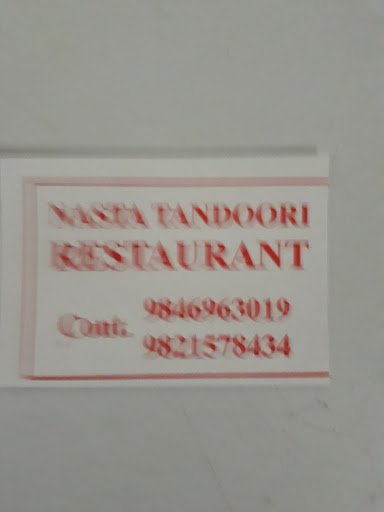 NASTA TANDOORI
RESTAURANT
Cont:. 9846963019
9821578434